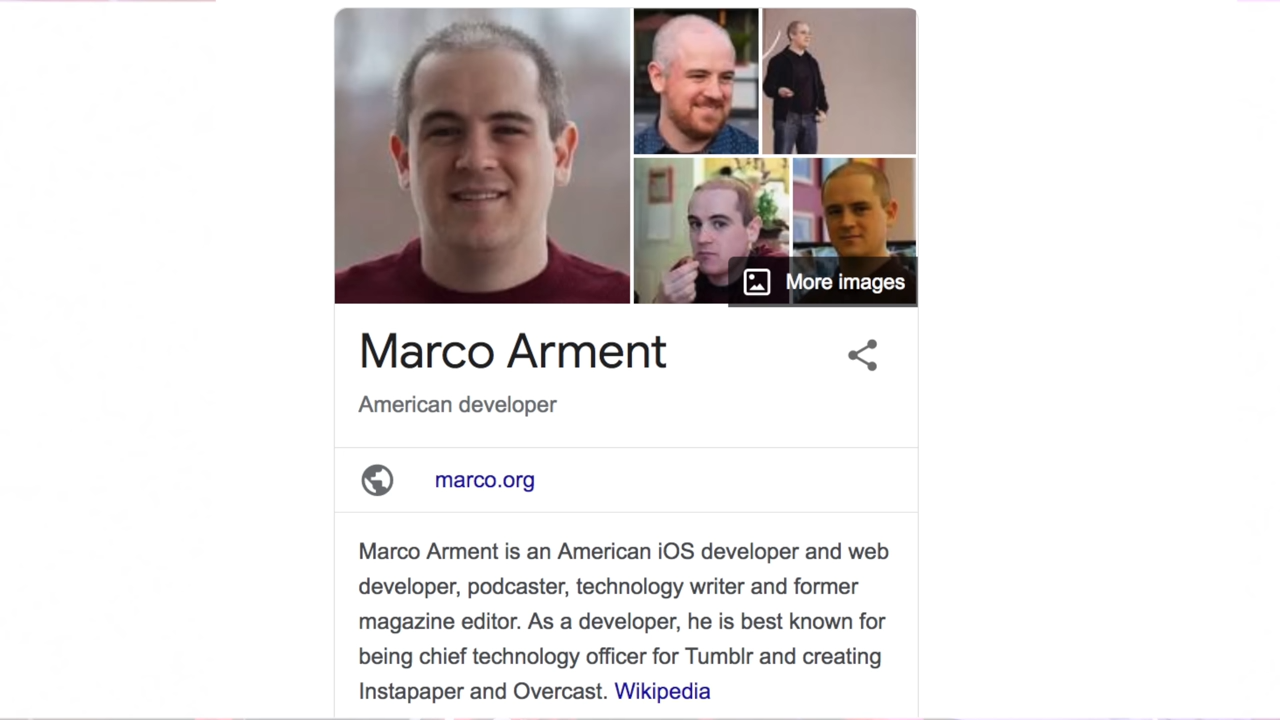 More images
Marco Arment
American developer
marco.org
Marco Arment is an American iOS developer and web
developer, podcaster, technology writer and former
magazine editor. As a developer, he is best known for
being chief technology officer for Tumblr and creating
Instapaper and Overcast. Wikipedia